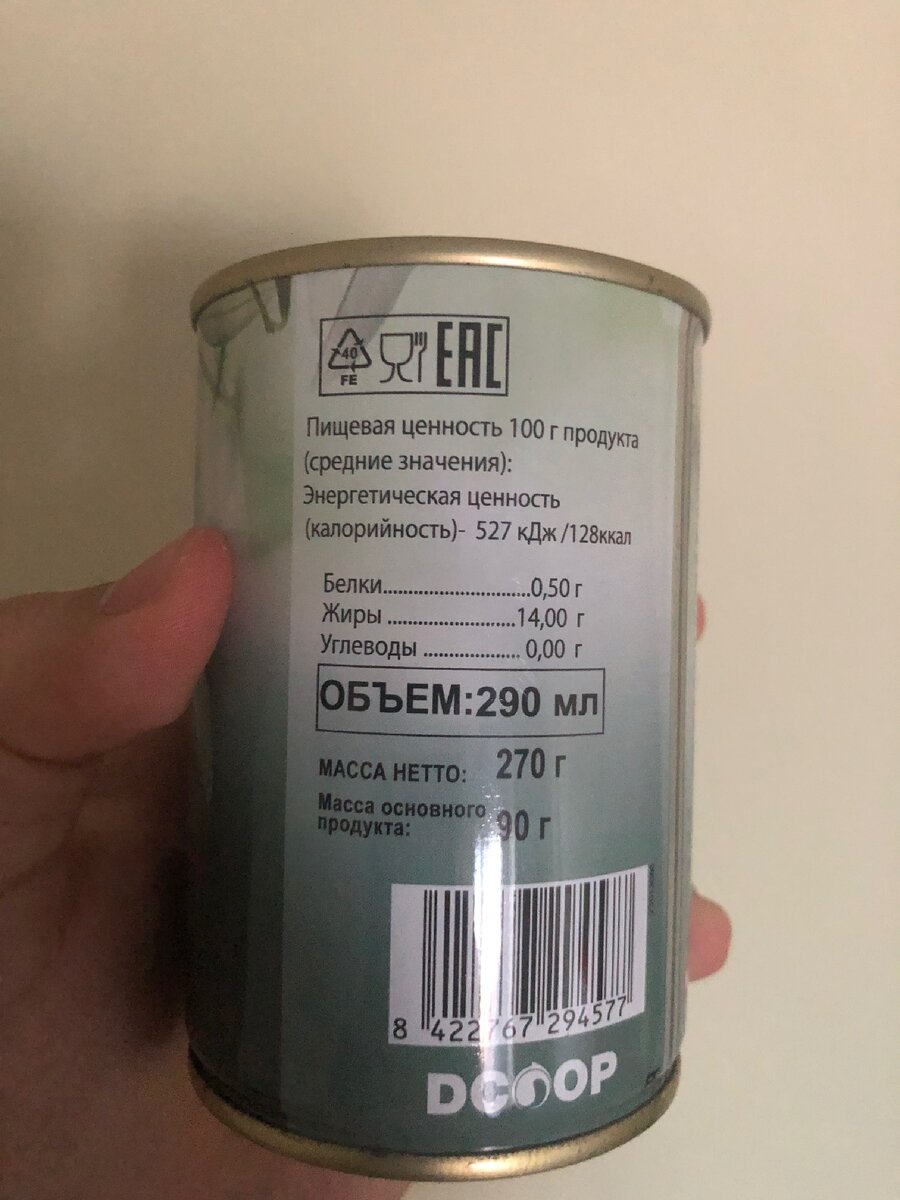 40
FE
EAC
Пищевая ценность 100 г продукта
(средние значения):
Энергетическая ценность
(калорийность)- 527 кДж /128ккал
Белки..............................0,50 г
Жиры ..........................14,00 г
Углеводы .................... 0,00 г
ОБЪЕМ:290 мл
МАССА НЕТТО: 270 г
Масса основного
продукта: 90 г
8 422767 294577
DCOOP